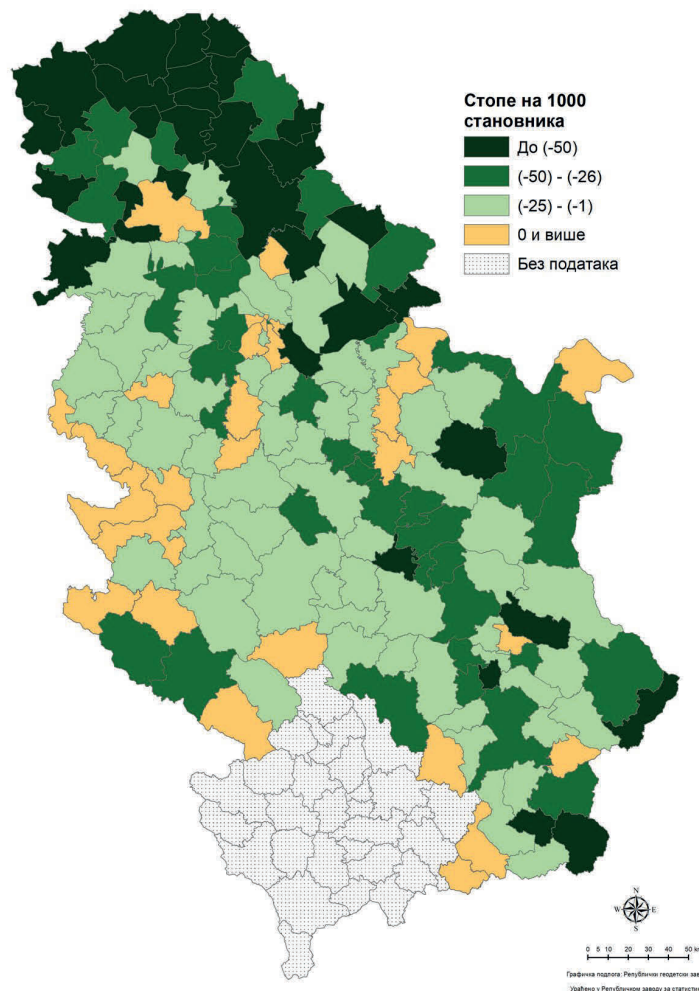 Стопе на 1000
становника
До (-50)
(-50) - (-26)
(-25) - (-1)
0 и више
Без података
N
W E
S
0 5 10 20 30 40 50 k
Графичка подлога: Републички геодетски зав
Урађено у Републичком заводу за статисти